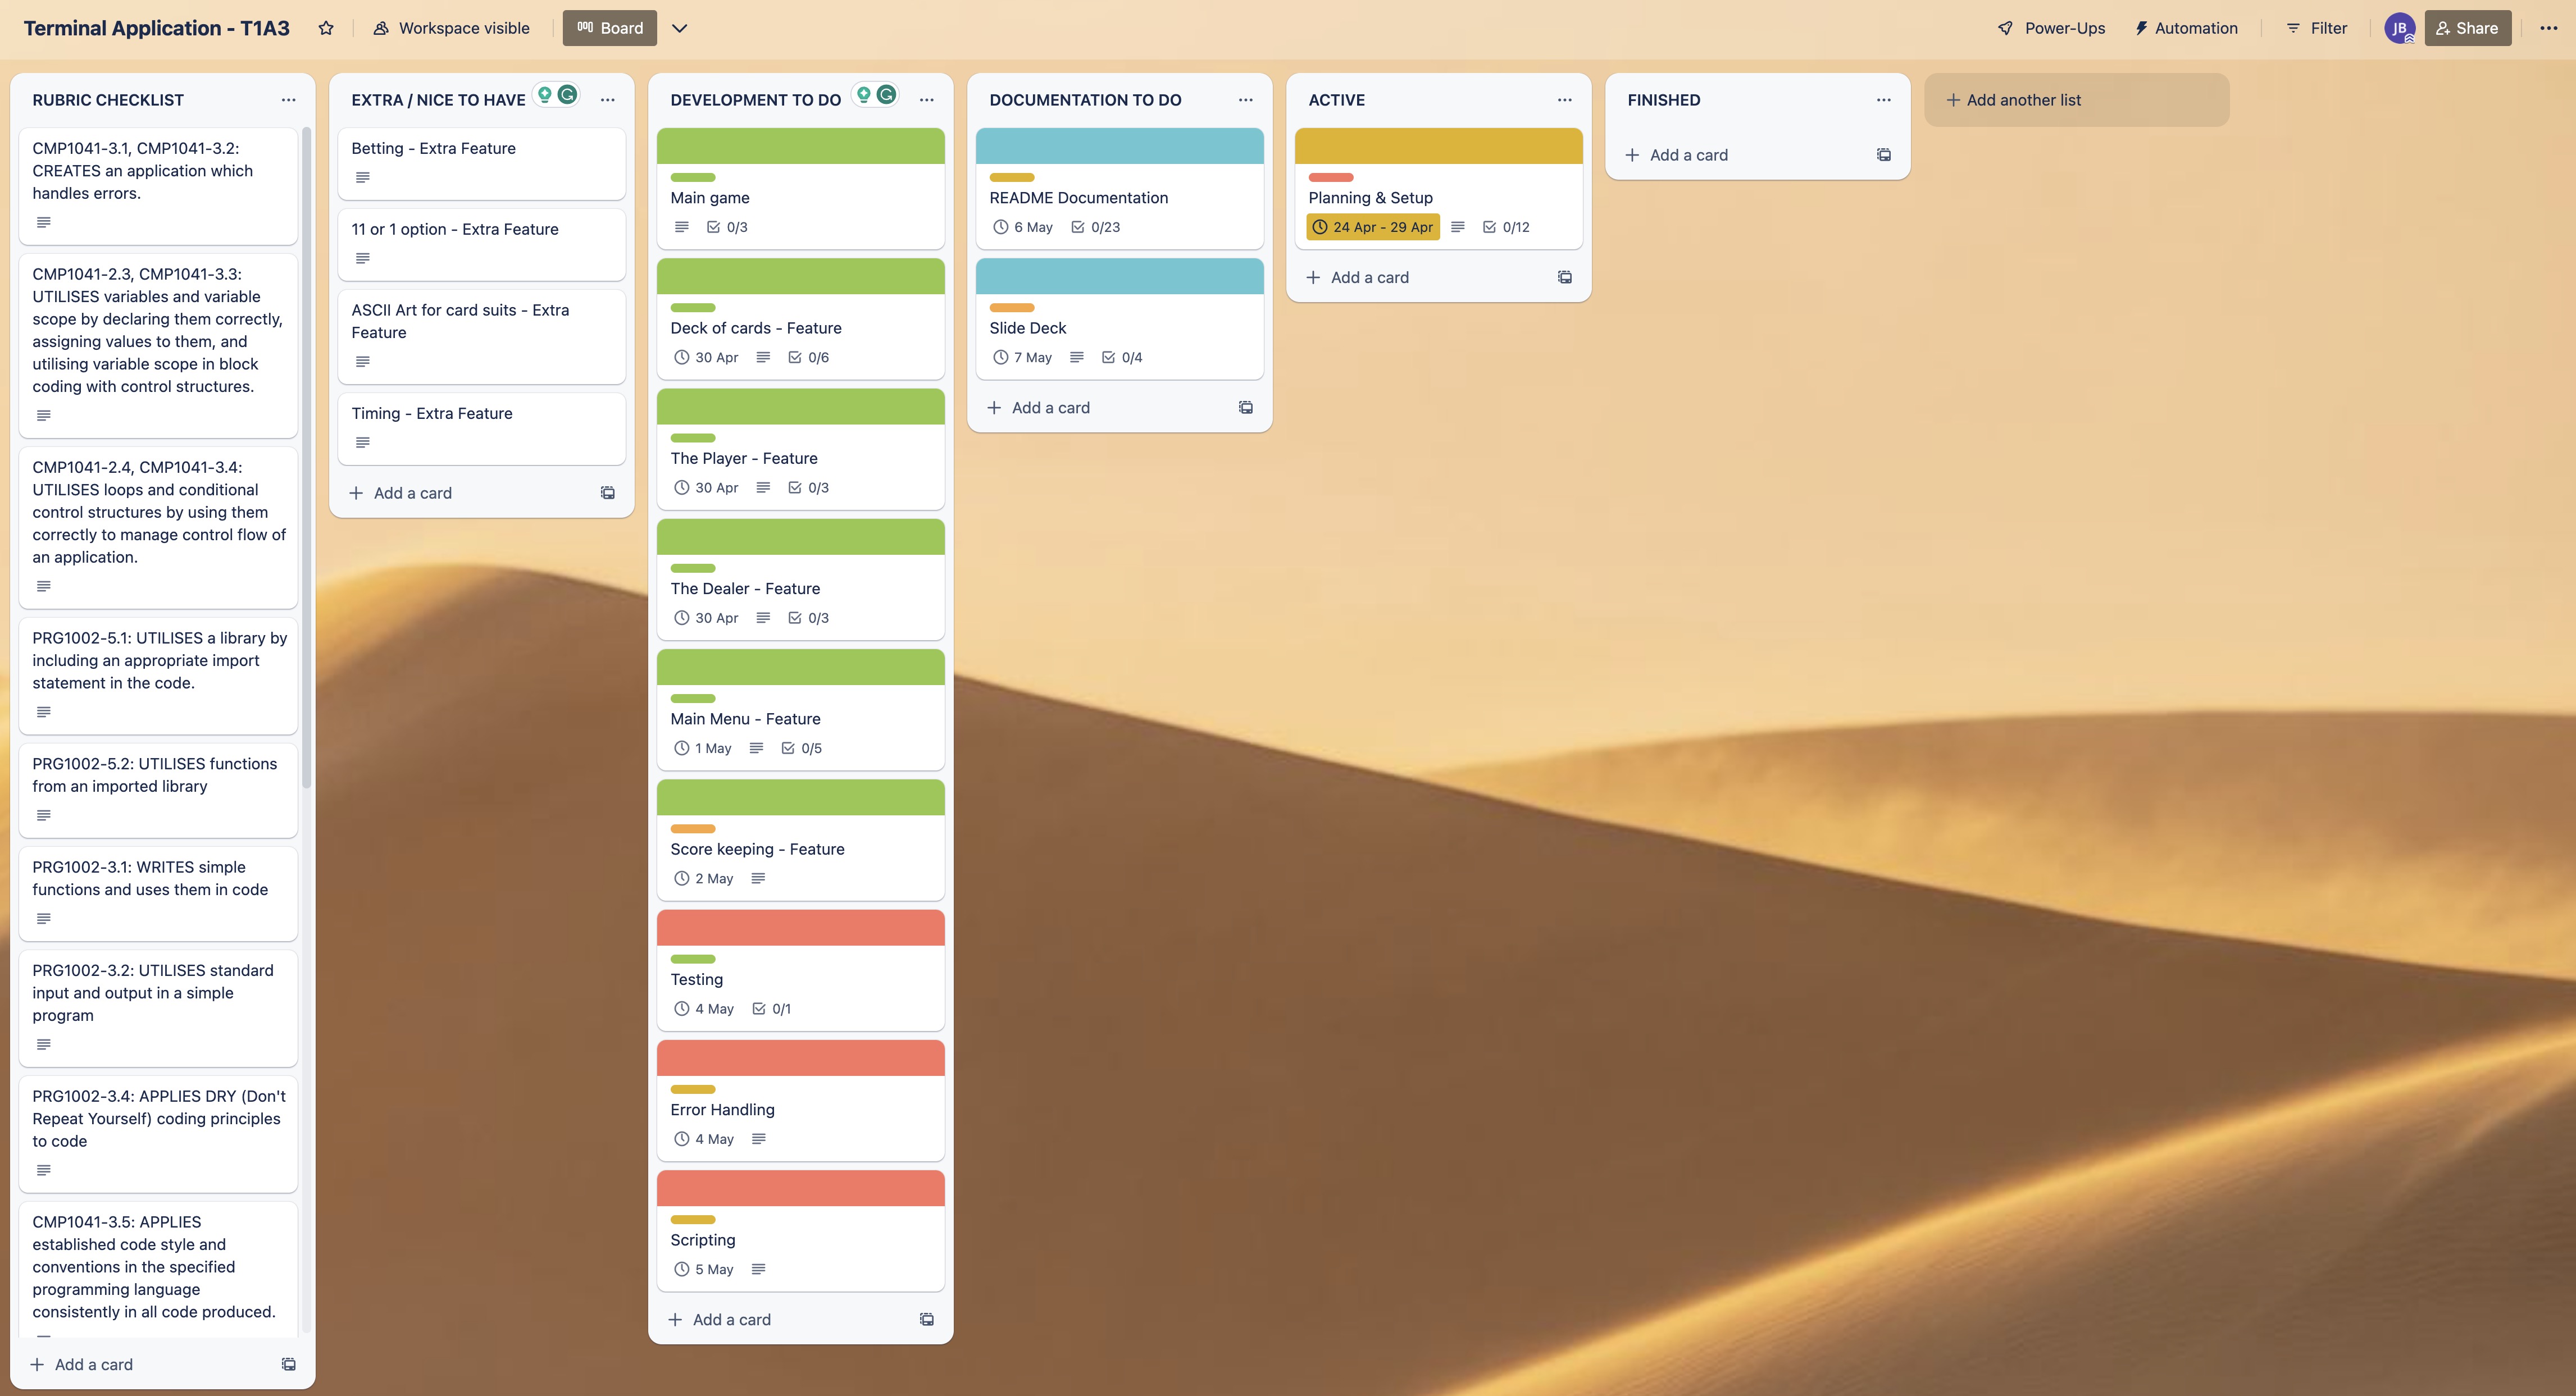 Terminal Application - T1A3
Workspace visible
Board
Power-Ups
Automation
Filter
JB
Share
RUBRIC CHECKLIST
CMP1041-3.1, CMP1041-3.2:
CREATES an application which
handles errors.
CMP1041-2.3, CMP1041-3.3:
UTILISES variables and variable
scope by declaring them correctly,
assigning values to them, and
utilising variable scope in block
coding with control structures.
CMP1041-2.4, CMP1041-3.4:
UTILISES loops and conditional
control structures by using them
correctly to manage control flow of
an application.
PRG1002-5.1: UTILISES a library by
including an appropriate import
statement in the code.
PRG1002-5.2: UTILISES functions
from an imported library
PRG1002-3.1: WRITES simple
functions and uses them in code
PRG1002-3.2: UTILISES standard
input and output in a simple
program
PRG1002-3.4: APPLIES DRY (Don't
Repeat Yourself) coding principles
to code
CMP1041-3.5: APPLIES
established code style and
conventions in the specified
programming language
consistently in all code produced.
Add a card
EXTRA / NICE TO HAVE
Betting - Extra Feature
11 or 1 option - Extra Feature
ASCII Art for card suits - Extra
Feature
Timing - Extra Feature
Add a card
DEVELOPMENT TO DO
Main game
0/3
Deck of cards - Feature
30 Apr 0/6
The Player - Feature
30 Apr 0/3
The Dealer - Feature
30 Apr 0/3
Main Menu - Feature
1 May 0/5
Score keeping - Feature
2 May
Testing
4 May 0/1
Error Handling
4 May
Scripting
5 May
Add a card
DOCUMENTATION TO DO
README Documentation
6 May 0/23
Slide Deck
7 May 0/4
Add a card
ACTIVE
Planning & Setup
24 Apr - 29 Apr 0/12
Add a card
FINISHED
Add a card
Add another list